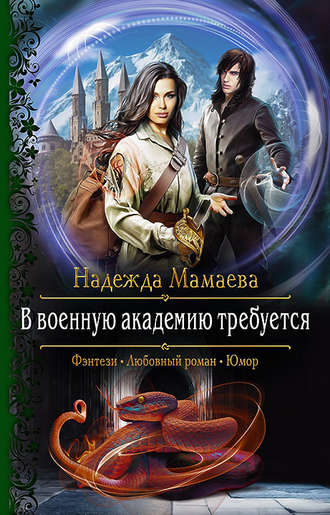 Надежда Мамаева
В военную академию требуется
Фэнтези • Любовный роман • Юмор